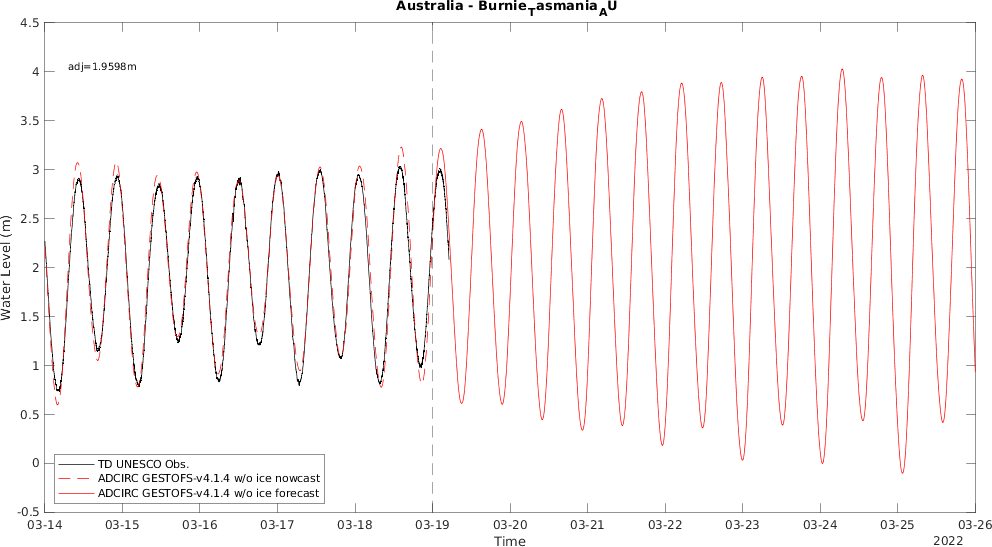 Australia - Burnie_Tasmania_AU
4.5
4
3.5
3
2.5
2
1.5
1
0.5
0
-0.5
Water Level (m)
adj=1.9598m
TD UNESCO Obs.
ADCIRC GESTOFS-v4.1.4 w/o ice nowcast
ADCIRC GESTOFS-v4.1.4 w/o ice forecast
03-14 03-15 03-16 03-17 03-18 03-19 03-20 03-21 03-22 03-23 03-24 03-25 03-26
Time
2022